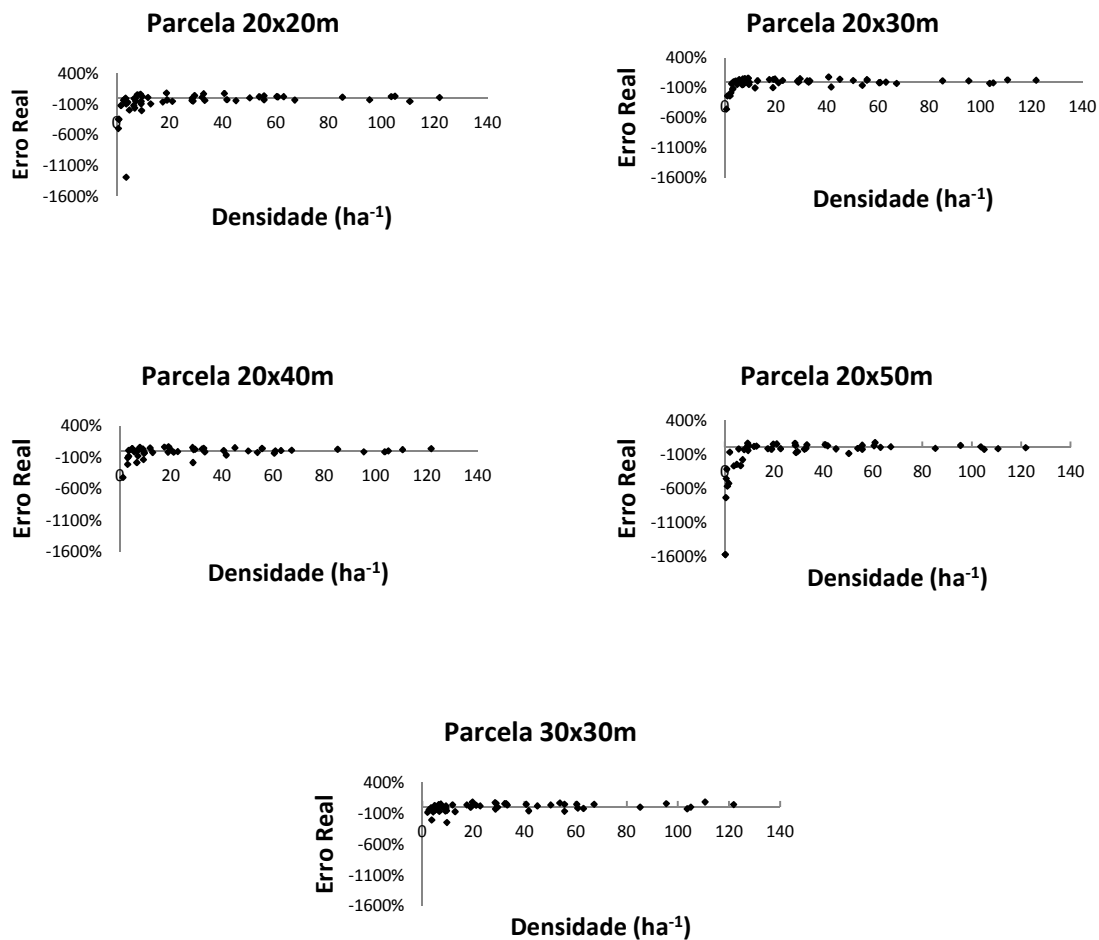 Parcela 20x20m
400%
-100%
-600%
-1100%
-1600%
0 20 40 60 80 100 120 140
Erro Real
Densidade (ha-1)
Parcela 20x30m
400%
-100%
-600%
-1100%
-1600%
0 20 40 60 80 100 120 140
Erro Real
Densidade (ha-1)
Parcela 20x40m
400%
-100%
-600%
-1100%
-1600%
0 20 40 60 80 100 120 140
Erro Real
Densidade (ha-1)
Parcela 20x50m
400%
-100%
-600%
-1100%
-1600%
0 20 40 60 80 100 120 140
Erro Real
Densidade (ha-1)
Parcela 30x30m
400%
-100%
-600%
-1100%
-1600%
0 20 40 60 80 100 120 140
Erro Real
Densidade (ha-1)